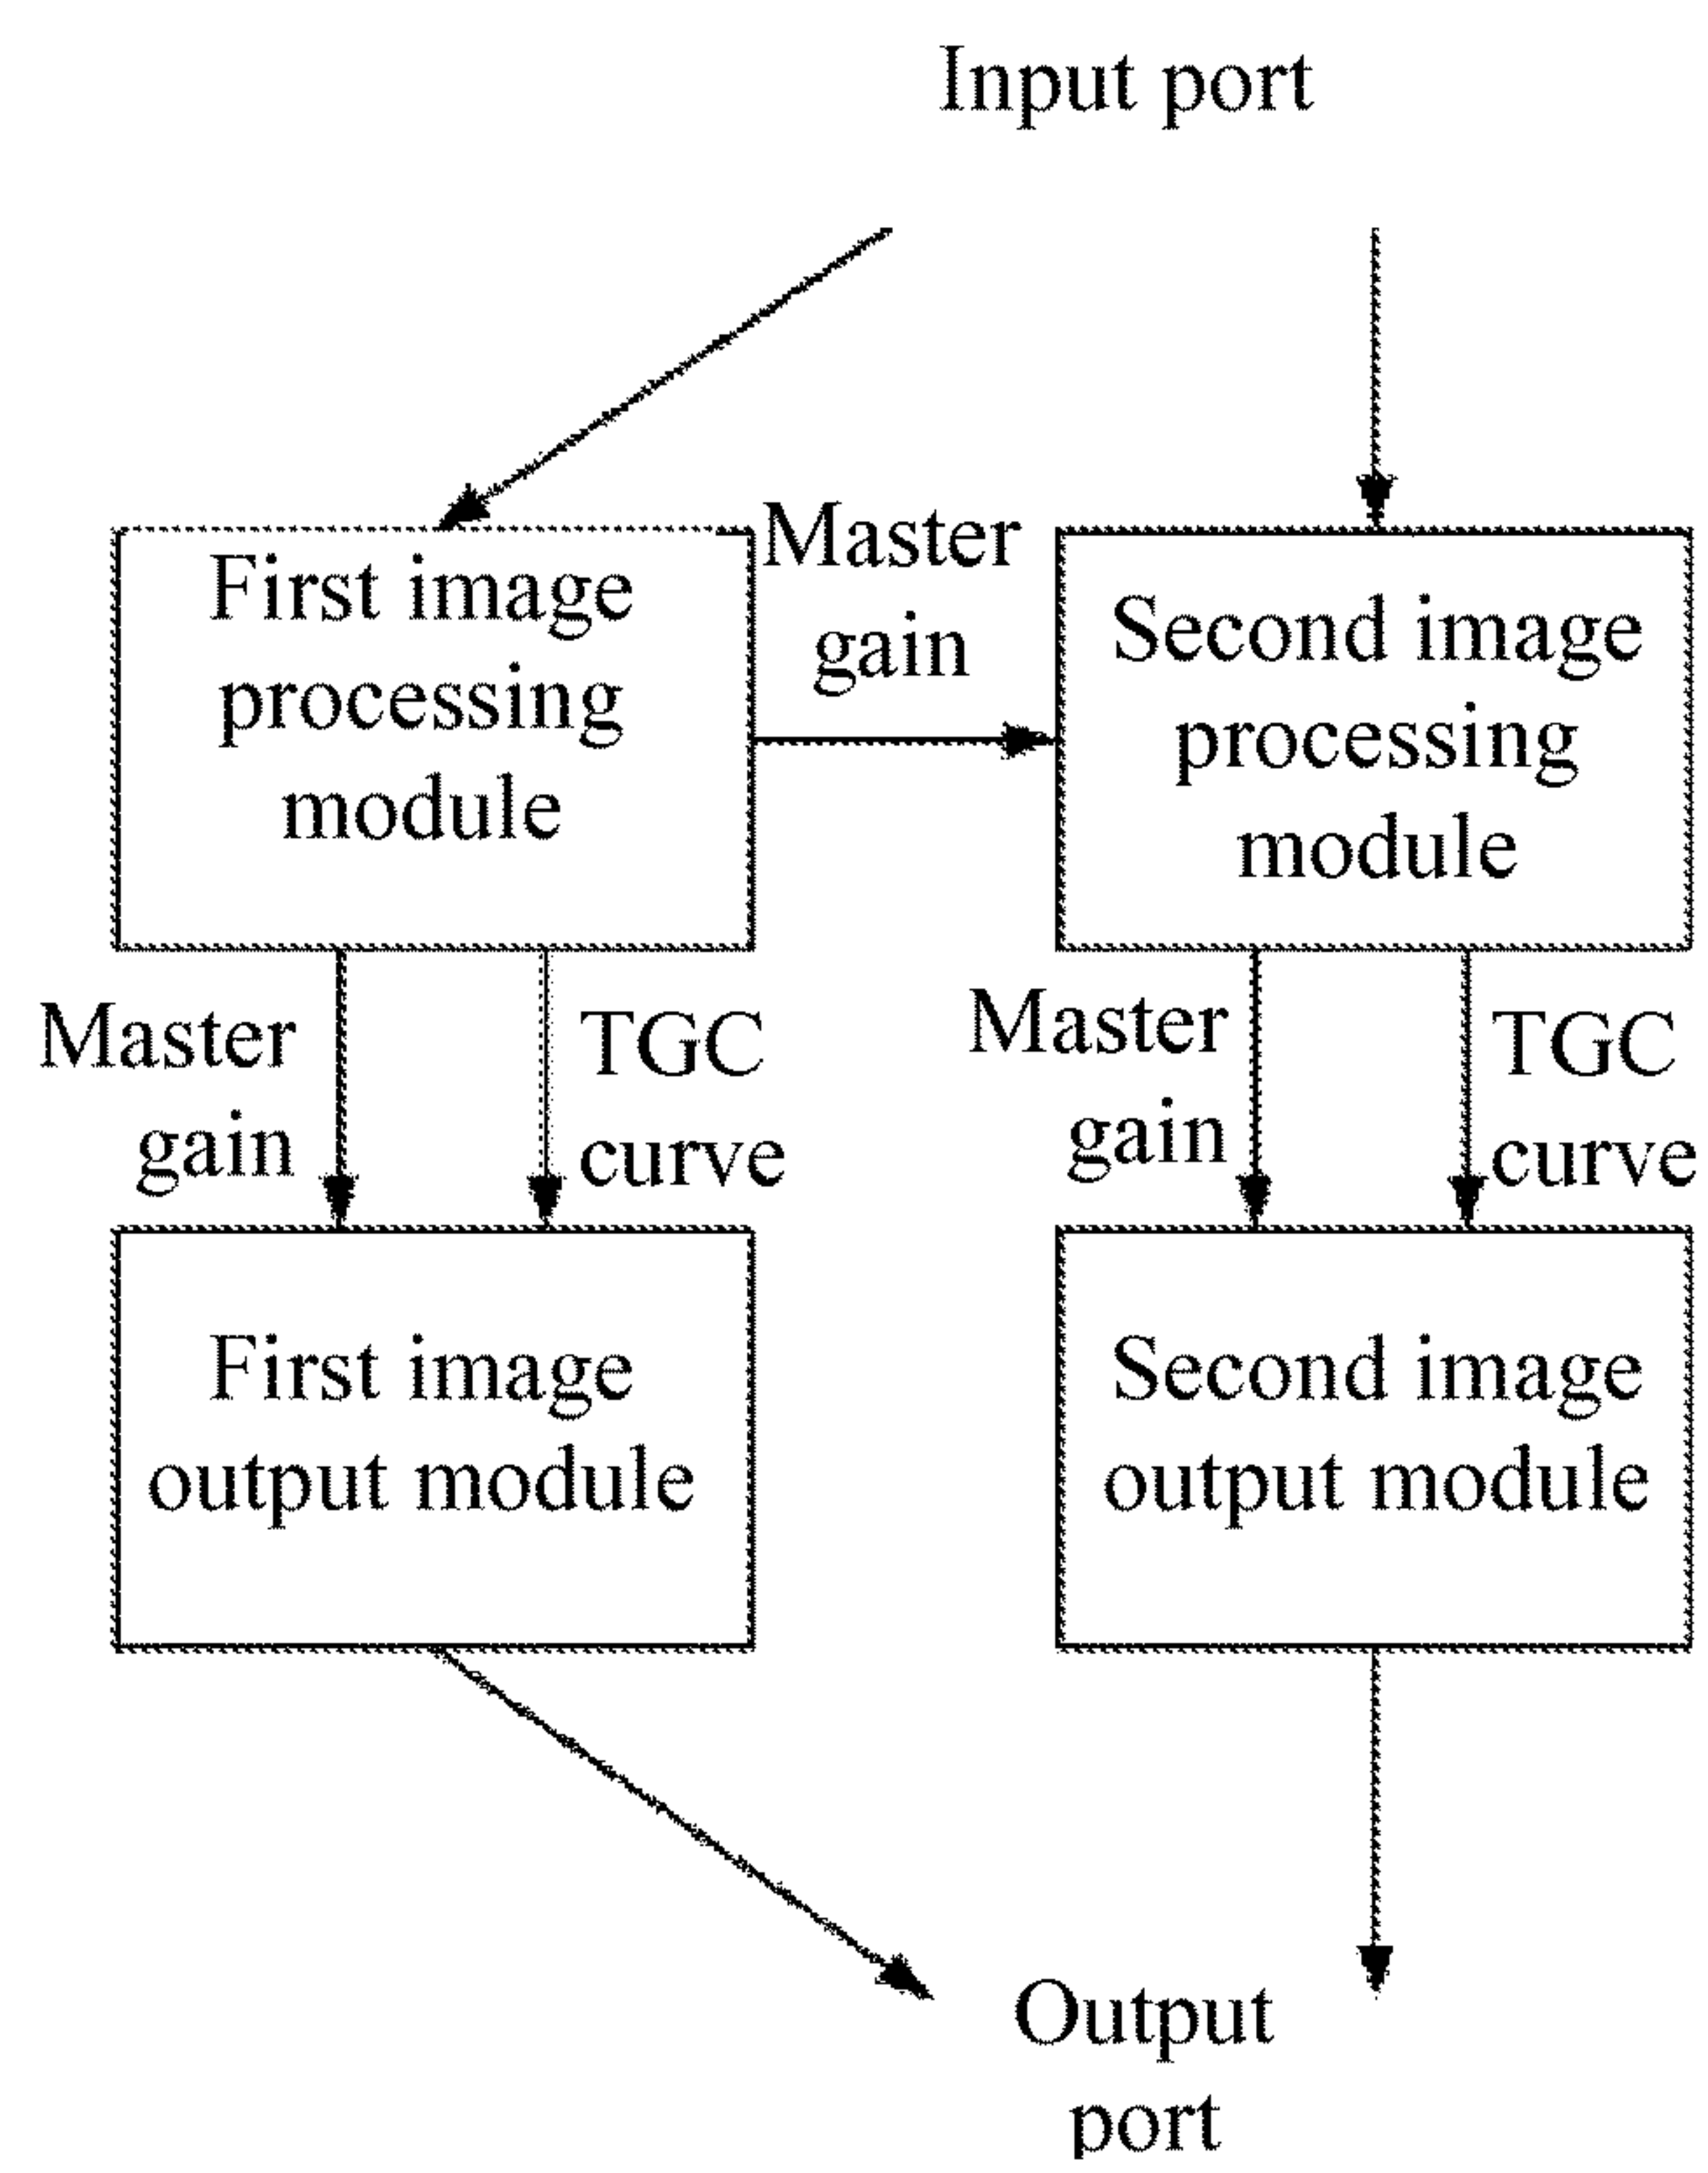 Input port
First image
processing
module
Master
gain
Second image
processing
module
Master
gain
TGC
curve
Master
gain
TGC
curve
First image
output module
Second image
output module
Output
port